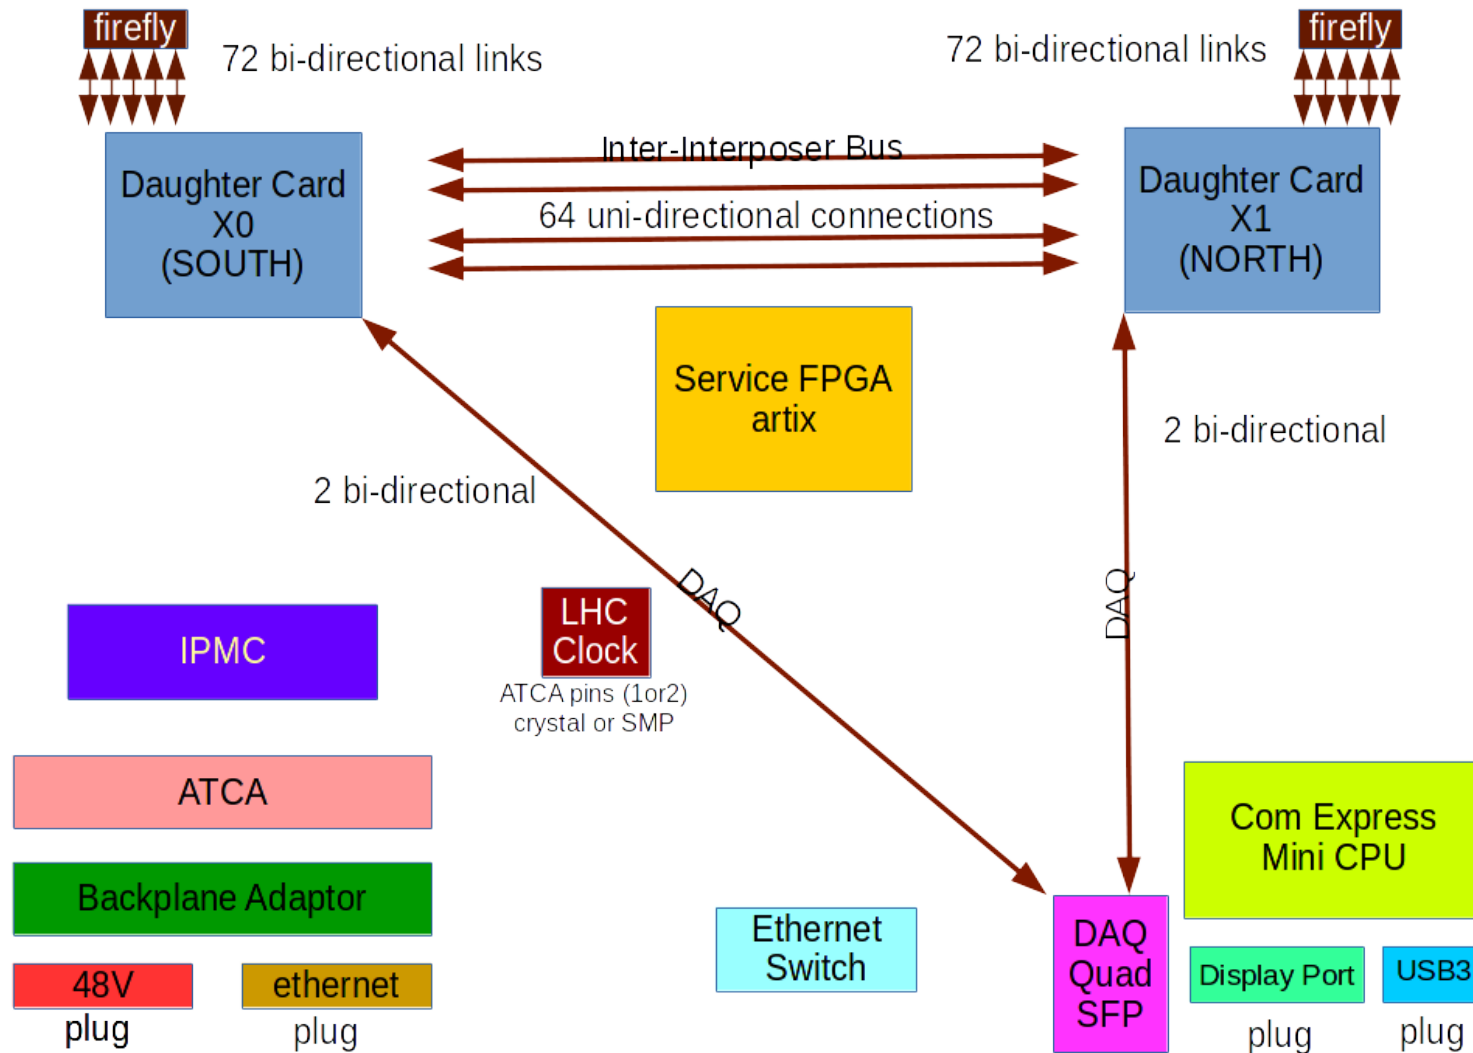 firefly
72 bi-directional links
72 bi-directional links
firefly
Inter-Interposer Bus
64 uni-directional connections
Daughter Card
X0
(SOUTH)
Daughter Card
X1
(NORTH)
Service FPGA
artix
2 bi-directional
2 bi-directional
DAQ
DAQ
LHC
Clock
ATCA pins (1or2)
crystal or SMP
IPMC
ATCA
Backplane Adaptor
48V
plug
ethernet
plug
Ethernet
Switch
DAQ
Quad
SFP
Com Express
Mini CPU
Display Port
plug
USB3
plug